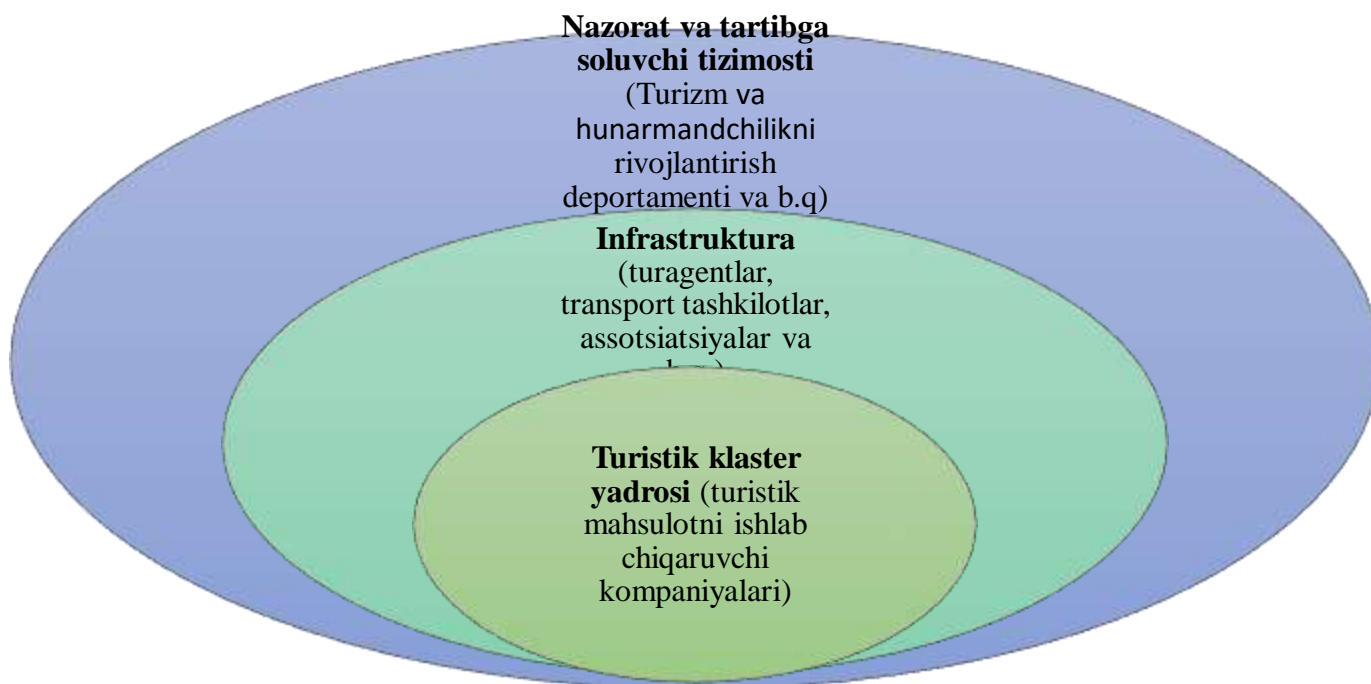 Nazorat va tartibga
soluvchi tizimosti
(Turizm va
hunarmandchilikni
rivojlantirish
deportamenti va b.q)
Infrastruktura
(turagentlar,
transport tashkilotlar,
assotsiatsiyalar va
Turistik klaster
yadrosi (turistik
mahsulotni ishlab
chiqaruvchi
kompaniyalari)